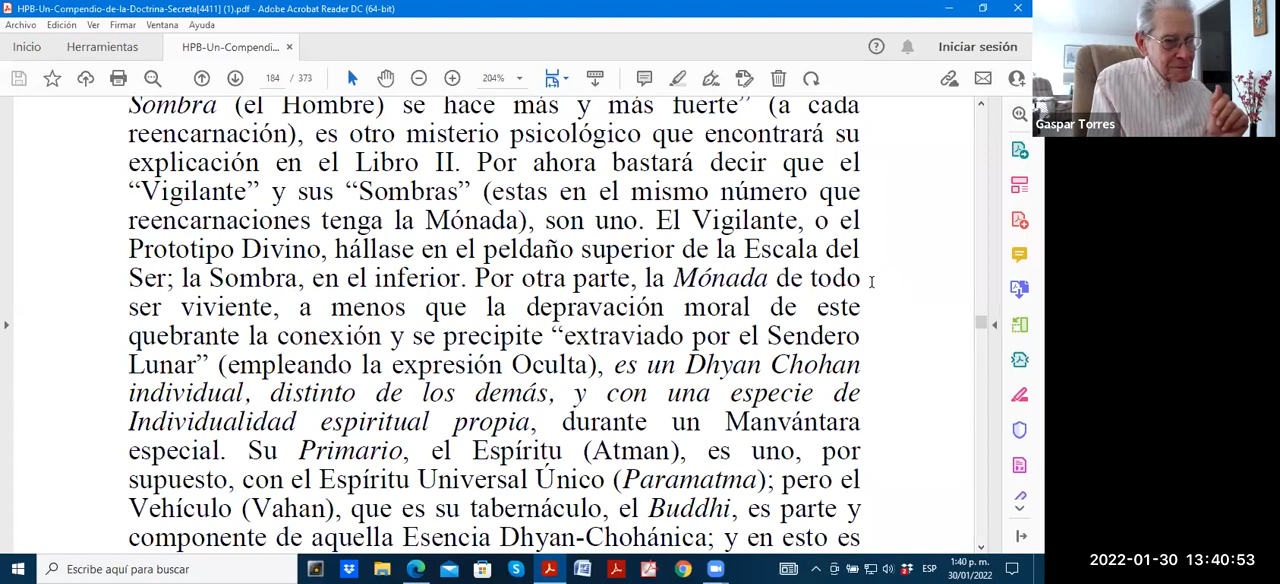 HPB-Un-Compendio-de-la-Doctrina-Secreta[4411] (1).pdf - Adobe Acrobat Reader DC (64-bit)
Archivo Edición Ver Firmar Ventana Ayuda
Inicio Herramientas HPB-Un-Compendi... × Iniciar sesión
184 / 373 204%
Gaspar Torres
Sombra (el Hombre) se hace más y más fuerte” (a cada
reencarnación), es otro misterio psicológico que encontrará su
explicación en el Libro II. Por ahora bastará decir que el
“Vigilante” y sus “Sombras” (estas en el mismo número que
reencarnaciones tenga la Mónada), son uno. El Vigilante, o el
Prototipo Divino, hállase en el peldaño superior de la Escala del
Ser; la Sombra, en el inferior. Por otra parte, la Mónada de todo
ser viviente, a menos que la depravación moral de este
quebrante la conexión y se precipite “extraviado por el Sendero
Lunar” (empleando la expresión Oculta), es un Dhyan Chohan
individual, distinto de los demás, y con una especie de
Individualidad espiritual propia, durante un Manvántara
especial. Su Primario, el Espíritu (Atman), es uno, por
supuesto, con el Espíritu Universal Único (Paramatma); pero el
Vehículo (Vahan), que es su tabernáculo, el Buddhi, es parte y
componente de aquella Esencia Dhyan-Chohánica; y en esto es
Escribe aquí para buscar
ESP
1:40 p. m.
30/01/2022
2022-01-30 13:40:53